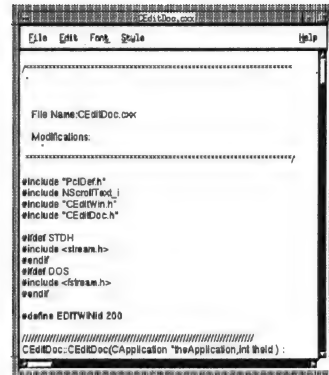 CEditDoc.cxx
File Edit Font Style Help
/*******************************************************
File Name:CEditDoc.cxx
Modifications:
*******************************************************/
#include "PclDef.h"
#include NScrollText_i
#include "CEditWin.h"
#include "CEditDoc.h"
#ifdef STDH
#include <stream.h>
#endif
#ifdef DOS
#include <fstream.h>
#endif
#define EDITWINid 200
////////////////////////////////////////////////////////////////////
CEditDoc::CEditDoc(CApplication *theApplication,int theId ) :